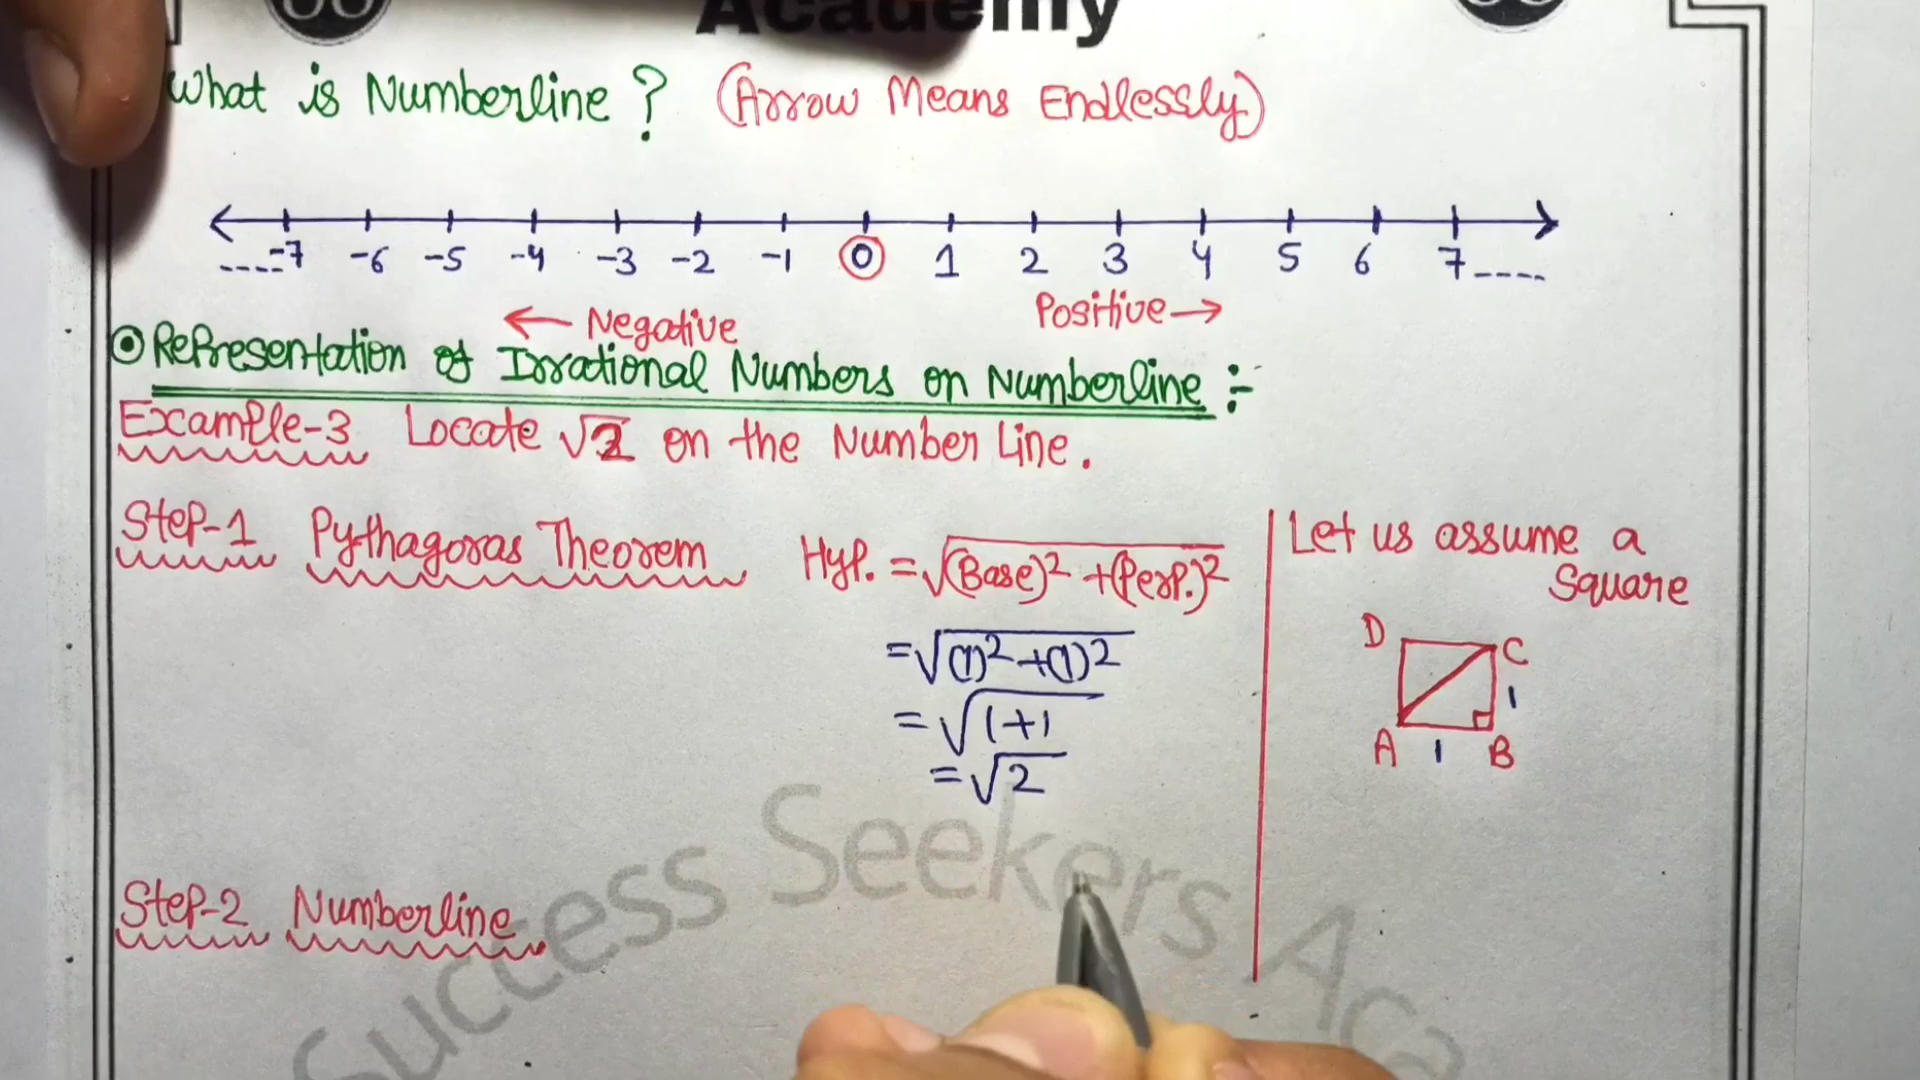 Academy
What is Numberline? (Arrow Means Endlessly)
----7 -6 -5 -4 -3 -2 -1 0 1 2 3 4 5 6 7----
← Negative Positive →
Representation of Irrational Numbers on Numberline :-
Example-3 Locate √2 on the Number Line.
Step-1 Pythagoras Theorem Hyp. = √(Base)² + (Perp.)²
= √(1)² + (1)²
= √1+1
= √2
Let us assume a
Square
D C
1
A 1 B
Step-2 Numberline
Success Seekers Aca